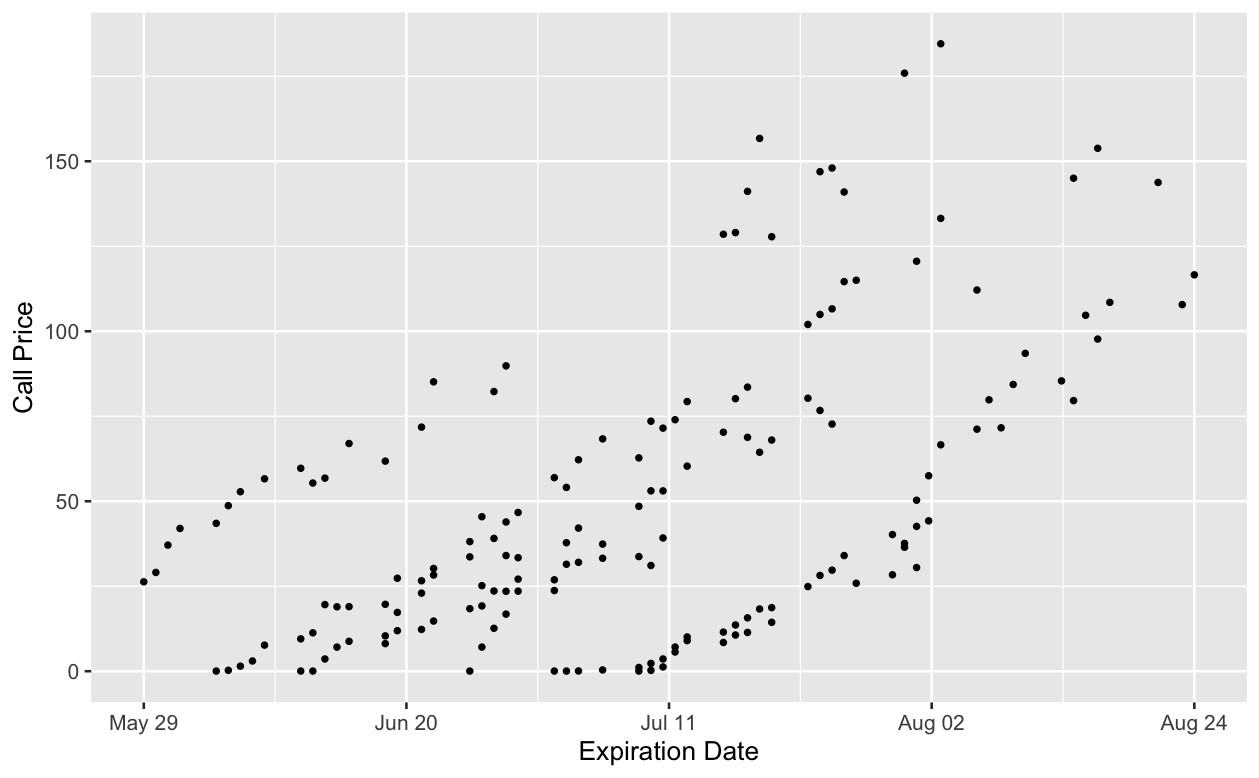 150
100
50
0
Call Price
May 29
Jun 20
Jul 11
Aug 02
Aug 24
Expiration Date